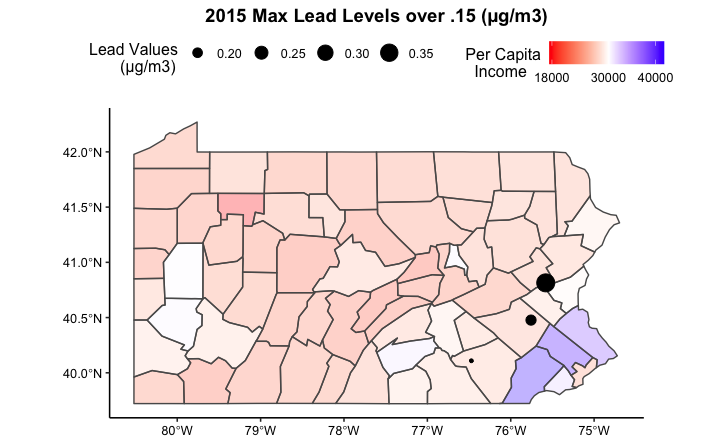 2015 Max Lead Levels over .15 (µg/m3)
Lead Values
(µg/m3)
0.20 0.25 0.30 0.35
Per Capita
Income
18000 30000 40000
42.0°N
41.5°N
41.0°N
40.5°N
40.0°N
80°W 79°W 78°W 77°W 76°W 75°W